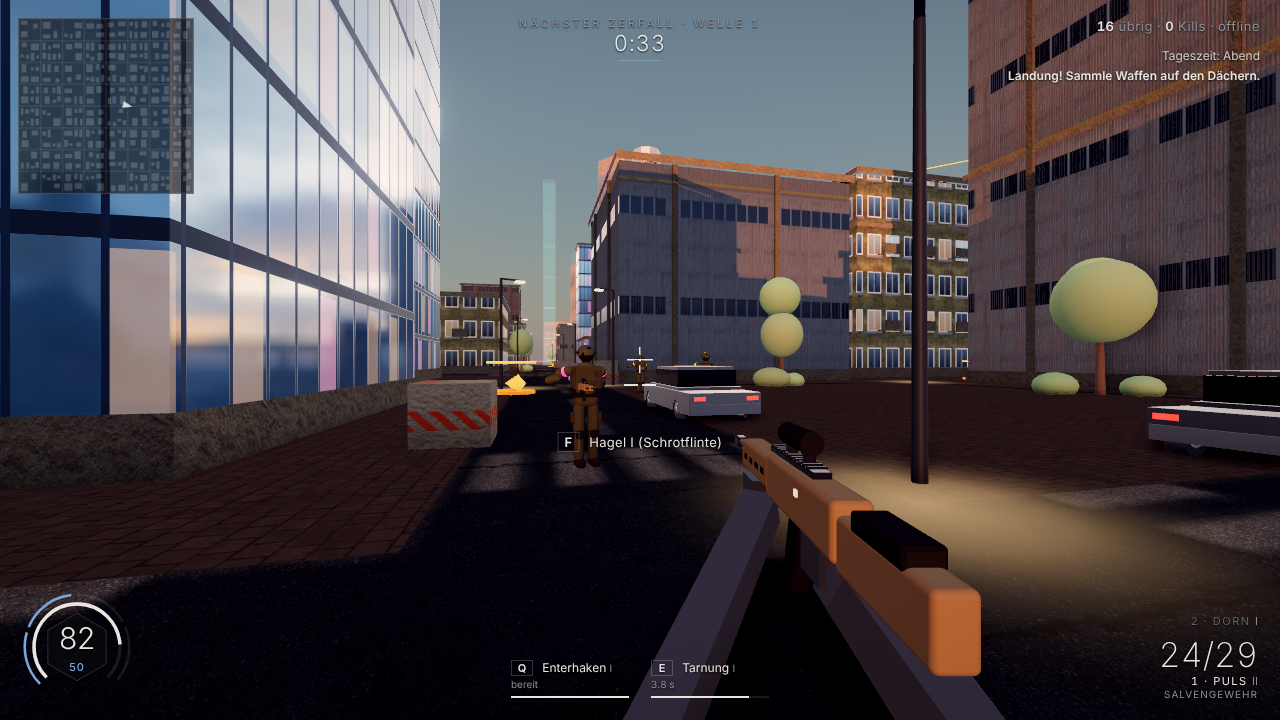 NÄCHSTER ZERFALL · WELLE 1
0:33
16 übrig · 0 Kills · offline
Tageszeit: Abend
Landung! Sammle Waffen auf den Dächern.
F Hagel I (Schrotflinte)
82
50
Q Enterhaken I
bereit
E Tarnung I
3.8 s
2 · DORN I
24/29
1 · PULS II
SALVENGEWEHR